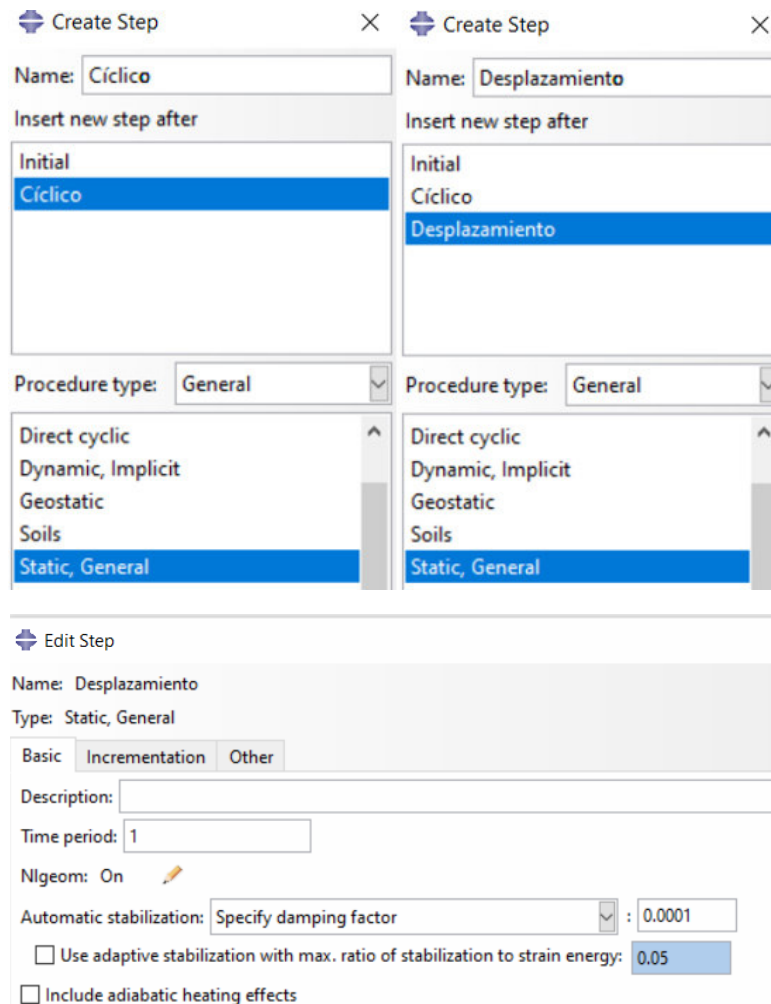 Create Step
Name: Cíclico
Insert new step after
Initial
Cíclico
Procedure type: General
Direct cyclic
Dynamic, Implicit
Geostatic
Soils
Static, General
Create Step
Name: Desplazamiento
Insert new step after
Initial
Cíclico
Desplazamiento
Procedure type: General
Direct cyclic
Dynamic, Implicit
Geostatic
Soils
Static, General
Edit Step
Name: Desplazamiento
Type: Static, General
Basic Incrementation Other
Description:
Time period: 1
Nlgeom: On
Automatic stabilization: Specify damping factor : 0.0001
Use adaptive stabilization with max. ratio of stabilization to strain energy: 0.05
Include adiabatic heating effects